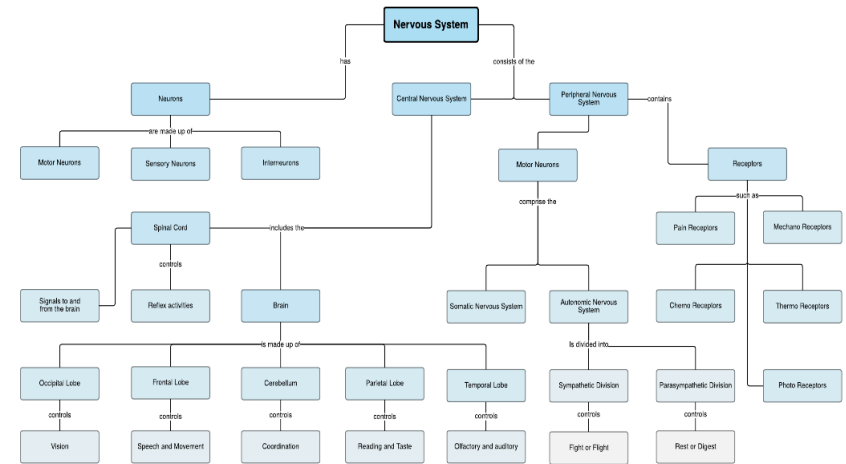 Nervous System
has
consists of the
Neurons
Central Nervous System
Peripheral Nervous
System
contains
are made up of
Motor Neurons
Sensory Neurons
Interneurons
Motor Neurons
Receptors
such as
comprise the
Pain Receptors
Mechano Receptors
Spinal Cord
includes the
controls
Signals to and
from the brain
Reflex activities
Brain
Somatic Nervous System
Autonomic Nervous
System
Chemo Receptors
Thermo Receptors
is made up of
Is divided into
Occipital Lobe
Frontal Lobe
Cerebellum
Parietal Lobe
Temporal Lobe
Sympathetic Division
Parasympathetic Division
Photo Receptors
controls
controls
controls
controls
controls
controls
controls
Vision
Speech and Movement
Coordination
Reading and Taste
Olfactory and auditory
Fight or Flight
Rest or Digest